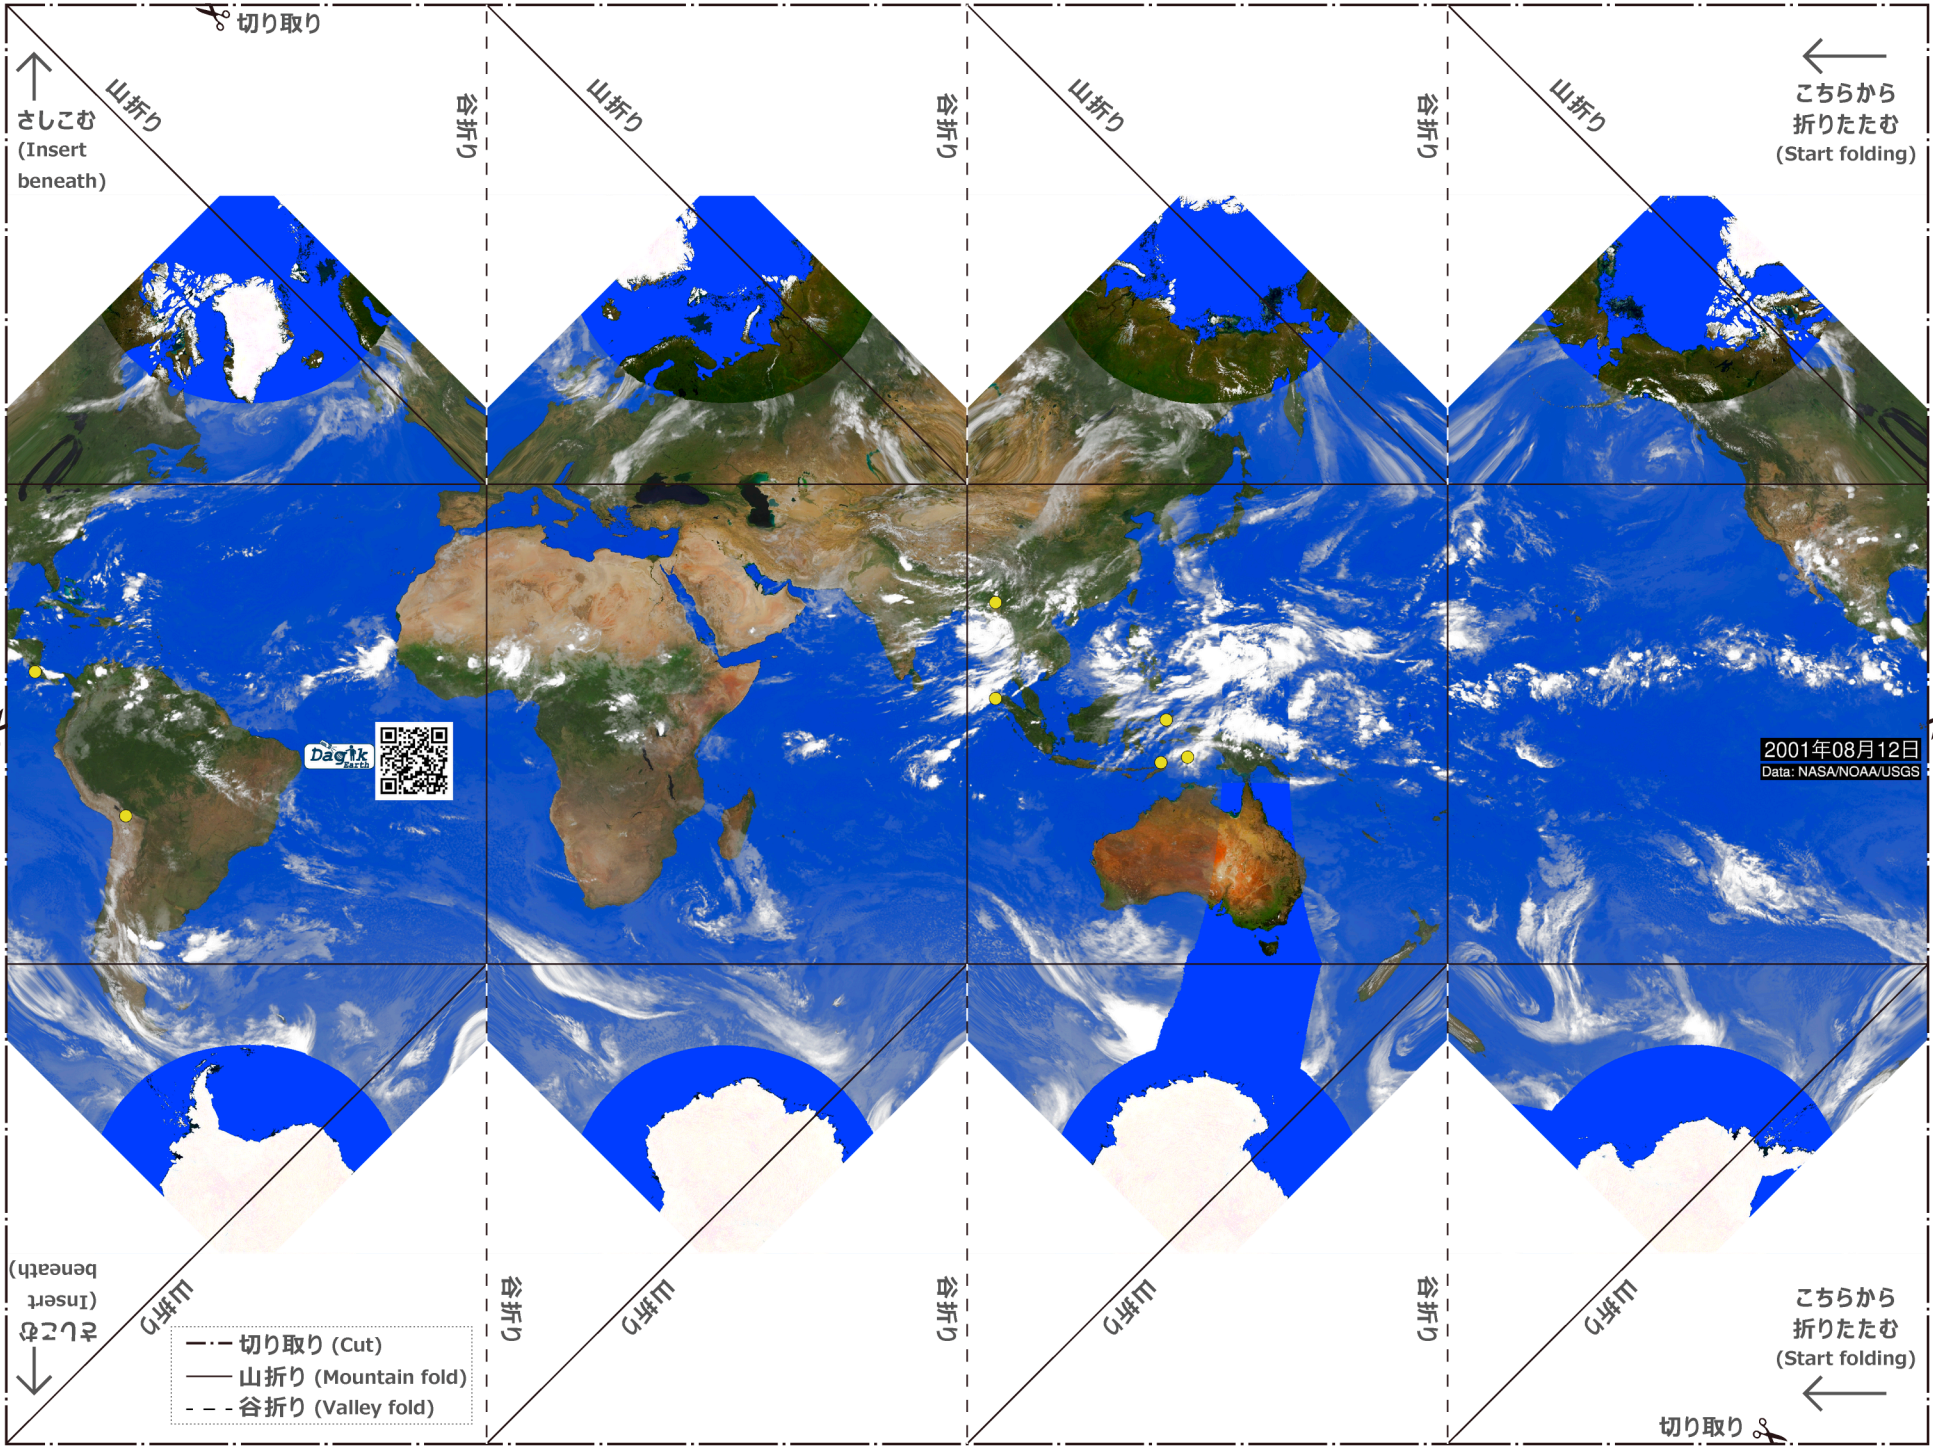 切り取り
山折り
谷折り
山折り
谷折り
山折り
谷折り
山折り
さしこむ
(Insert
beneath)
こちらから
折りたたむ
(Start folding)
Dagik
Earth
2001年08月12日
Data: NASA/NOAA/USGS
さしこむ
(Insert
beneath)
山折り
谷折り
山折り
谷折り
山折り
谷折り
山折り
こちらから
折りたたむ
(Start folding)
切り取り (Cut)
山折り (Mountain fold)
谷折り (Valley fold)
切り取り